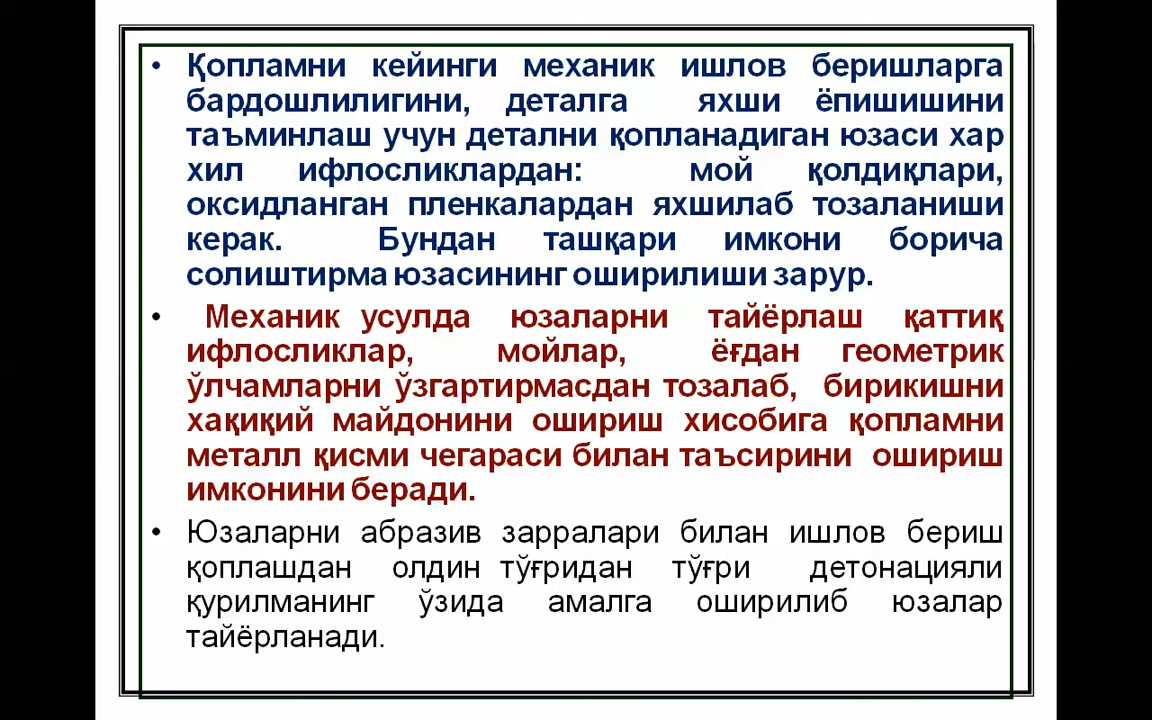 • Қопламни кейинги механик ишлов беришларга
бардошлилигини, деталга яхши ёпишишини
таъминлаш учун детални қопланадиган юзаси хар
хил ифлосликлардан: мой қолдиқлари,
оксидланган пленкалардан яхшилаб тозаланиши
керак. Бундан ташқари имкони борича
солиштирма юзасининг оширилиши зарур.
• Механик усулда юзаларни тайёрлаш қаттиқ
ифлосликлар, мойлар, ёғдан геометрик
ўлчамларни ўзгартирмасдан тозалаб, бирикишни
хақиқий майдонини ошириш хисобига қопламни
металл қисми чегараси билан таъсирини ошириш
имконини беради.
• Юзаларни абразив зарралари билан ишлов бериш
қоплашдан олдин тўғридан тўғри детонацияли
қурилманинг ўзида амалга оширилиб юзалар
тайёрланади.